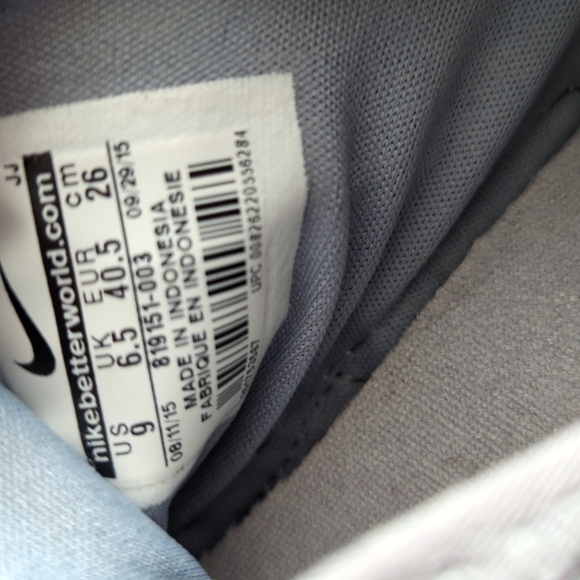 JJ
nikebetterworld.com
US UK EUR cm
9 6.5 40.5 26
08/11/15 819151-003 09/29/15
MADE IN INDONESIA
FABRIQUE EN INDONESIE
UPC 00826220556284